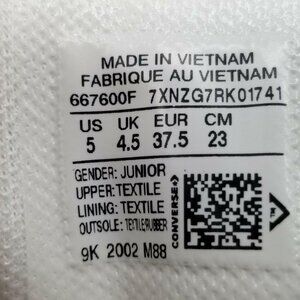 MADE IN VIETNAM
FABRIQUE AU VIETNAM
667600F 7XNZG7RK01741
US UK EUR CM
5 4.5 37.5 23
GENDER: JUNIOR
UPPER: TEXTILE
LINING: TEXTILE
OUTSOLE: TEXTILE/RUBBER
CONVERSE
9K 2002 M88